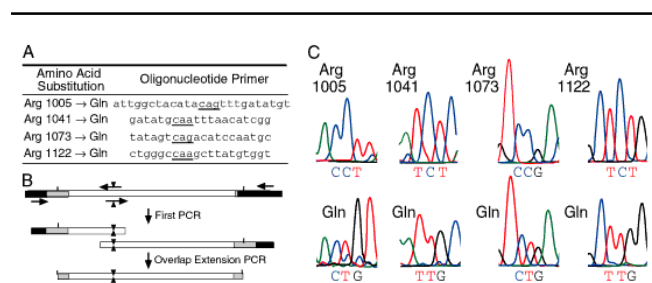 A
Amino Acid Substitution
Oligonucleotide Primer
Arg 1005 → Gln attggctacatacagtttgatatgt
Arg 1041 → Gln gatatgcaatttaacatcgg
Arg 1073 → Gln tatagtcagacatccaatgc
Arg 1122 → Gln ctgggccaagcttatgtggt
B
First PCR
Overlap Extension PCR
C
Arg 1005
Arg 1041
Arg 1073
Arg 1122
CCT
TCT
CCG
TCT
Gln
Gln
Gln
Gln
CTG
TTG
CTG
TTG